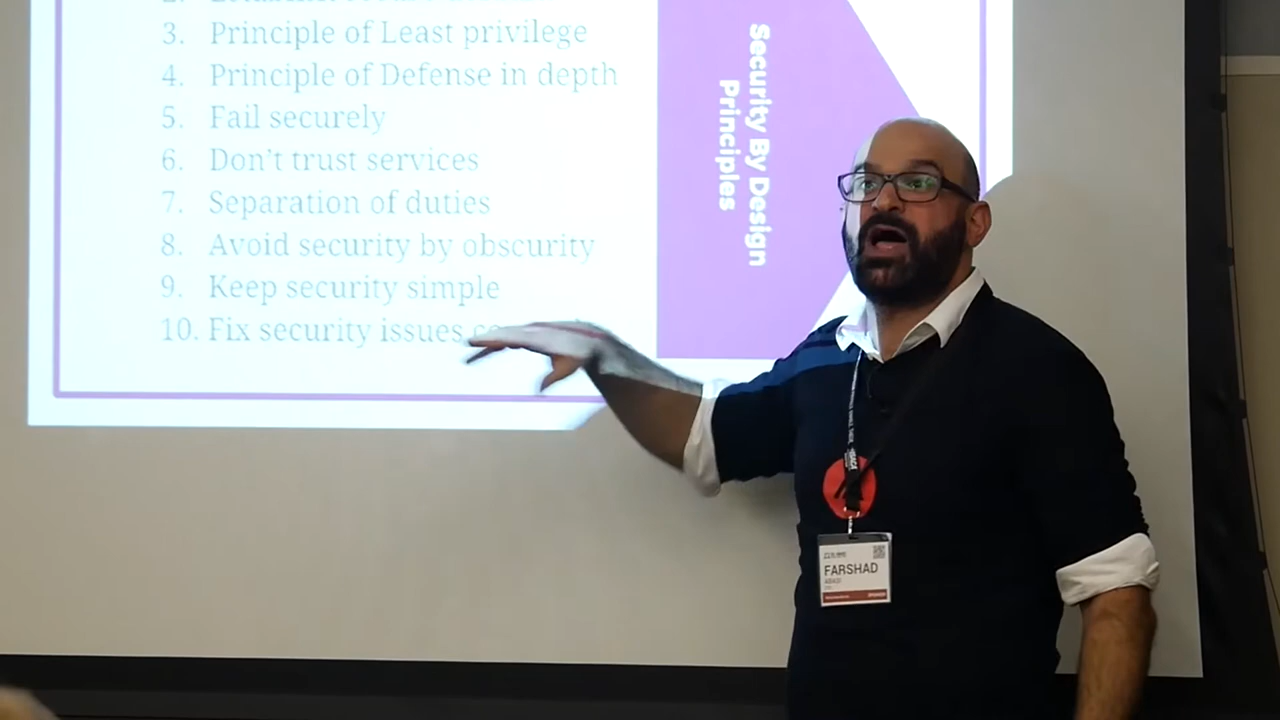 3. Principle of Least privilege
4. Principle of Defense in depth
5. Fail securely
6. Don't trust services
7. Separation of duties
8. Avoid security by obscurity
9. Keep security simple
10. Fix security issues
Security By Design
Principles
FARSHAD
ABADI